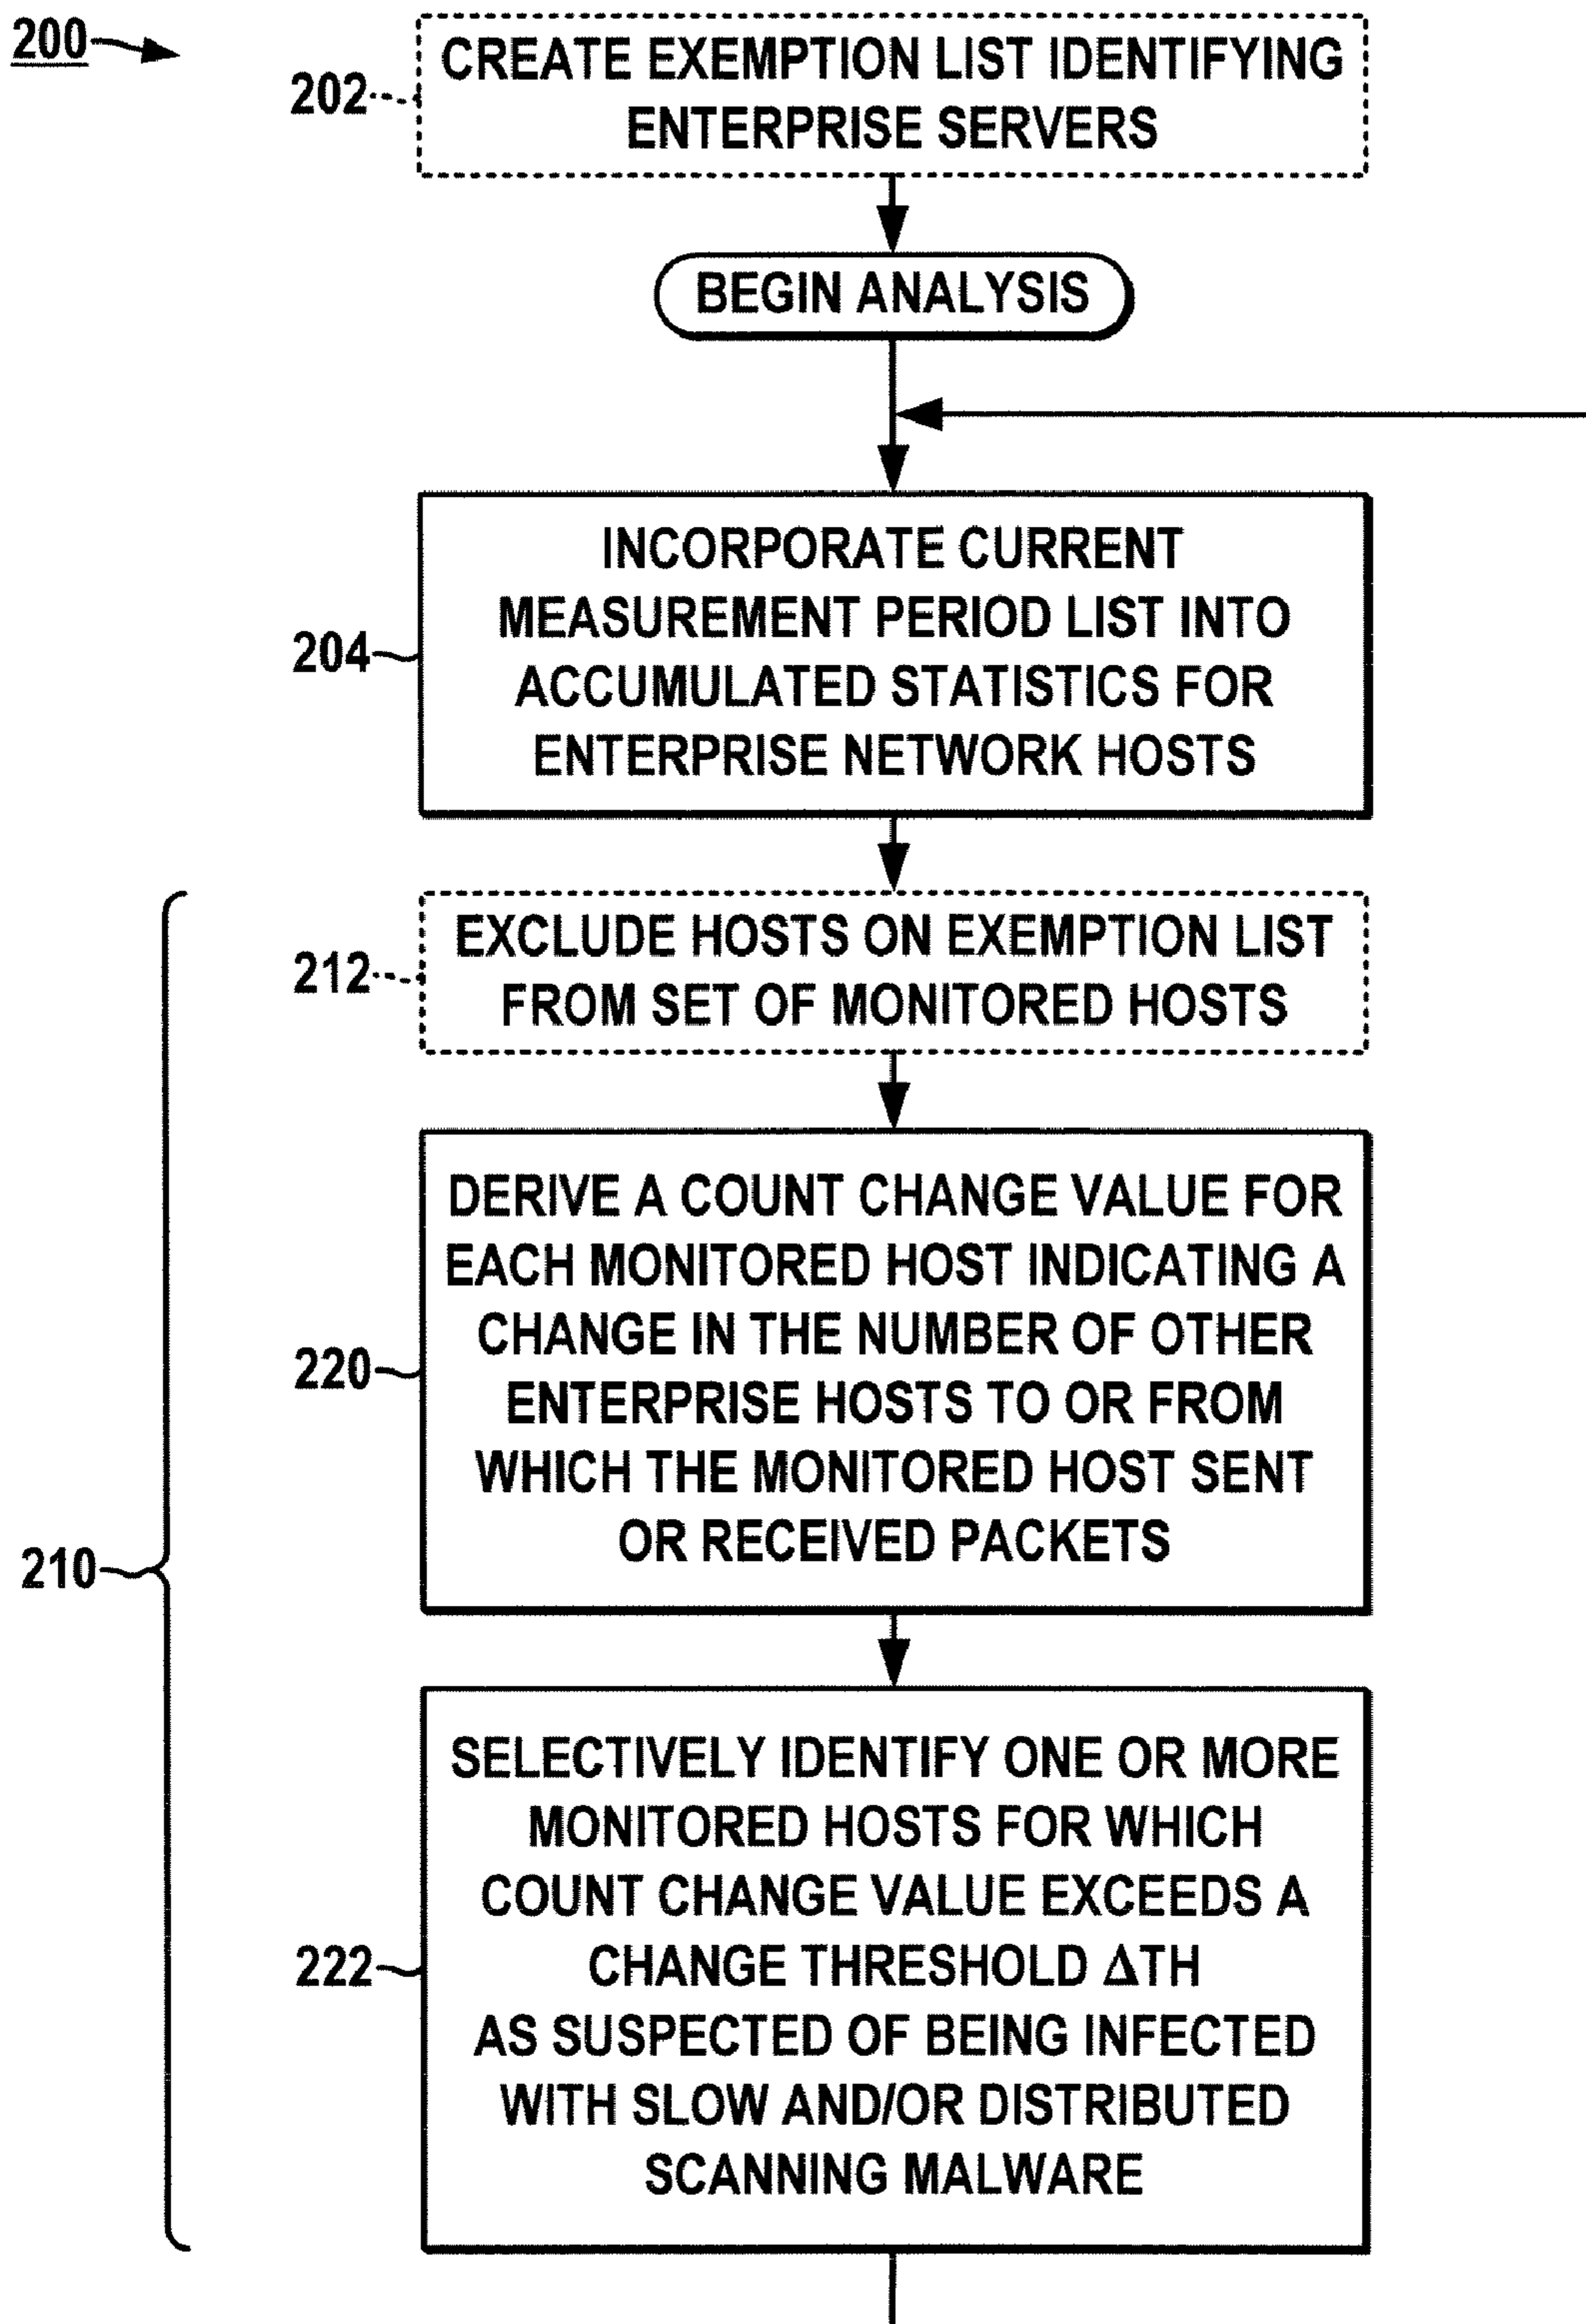 200
202
CREATE EXEMPTION LIST IDENTIFYING
ENTERPRISE SERVERS
BEGIN ANALYSIS
204
INCORPORATE CURRENT
MEASUREMENT PERIOD LIST INTO
ACCUMULATED STATISTICS FOR
ENTERPRISE NETWORK HOSTS
210
212
EXCLUDE HOSTS ON EXEMPTION LIST
FROM SET OF MONITORED HOSTS
220
DERIVE A COUNT CHANGE VALUE FOR
EACH MONITORED HOST INDICATING A
CHANGE IN THE NUMBER OF OTHER
ENTERPRISE HOSTS TO OR FROM
WHICH THE MONITORED HOST SENT
OR RECEIVED PACKETS
222
SELECTIVELY IDENTIFY ONE OR MORE
MONITORED HOSTS FOR WHICH
COUNT CHANGE VALUE EXCEEDS A
CHANGE THRESHOLD ΔTH
AS SUSPECTED OF BEING INFECTED
WITH SLOW AND/OR DISTRIBUTED
SCANNING MALWARE